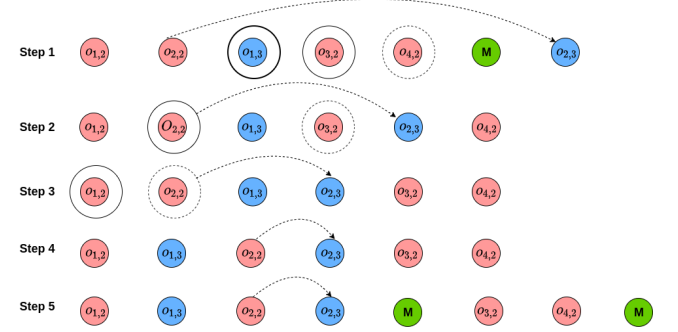 Step 1 o1,2 o2,2 o1,3 o3,2 o4,2 M o2,3
Step 2 o1,2 O2,2 o1,3 o3,2 o2,3 o4,2
Step 3 o1,2 o2,2 o1,3 o2,3 o3,2 o4,2
Step 4 o1,2 o1,3 o2,2 o2,3 o3,2 o4,2
Step 5 o1,2 o1,3 o2,2 o2,3 M o3,2 o4,2 M